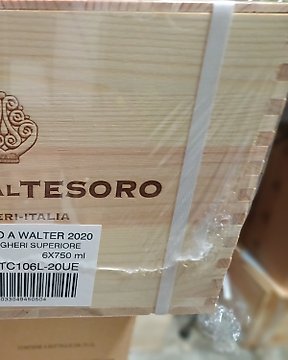 ALTESORO
ERI-ITALIA
O A WALTER 2020
GHERI SUPERIORE
6X750 ml
TC106L-20UE